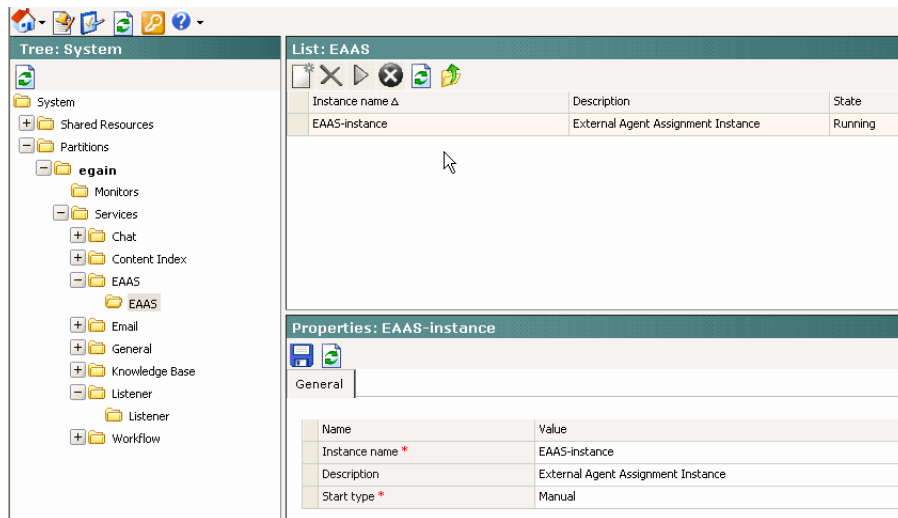 Tree: System
System
Shared Resources
Partitions
egain
Monitors
Services
Chat
Content Index
EAAS
EAAS
Email
General
Knowledge Base
Listener
Listener
Workflow
List: EAAS
Instance name Description State
EAAS-instance External Agent Assignment Instance Running
Properties: EAAS-instance
General
Name Value
Instance name * EAAS-instance
Description External Agent Assignment Instance
Start type * Manual